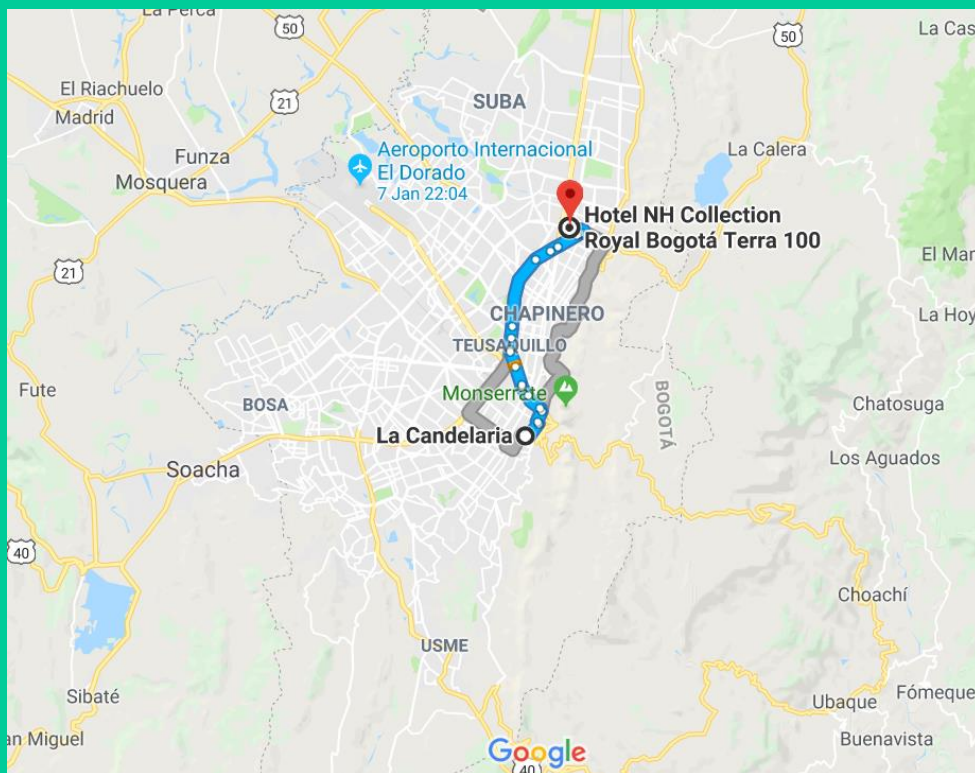 La Perca
50
50
La Cas
El Riachuelo
21
SUBA
Madrid
Funza
Aeroporto Internacional
El Dorado
7 Jan 22:04
La Calera
Mosquera
Hotel NH Collection
Royal Bogotá Terra 100
21
El Mar
CHAPINERO
La Hoy
TEUSAQUILLO
Fute
Monserrate
BOGOTÁ
BOSA
Chatosuga
La Candelaria
Los Aguados
Soacha
40
Choachí
USME
Sibaté
Ubaque
Fómeque
an Miguel
Buenavista
Google
40